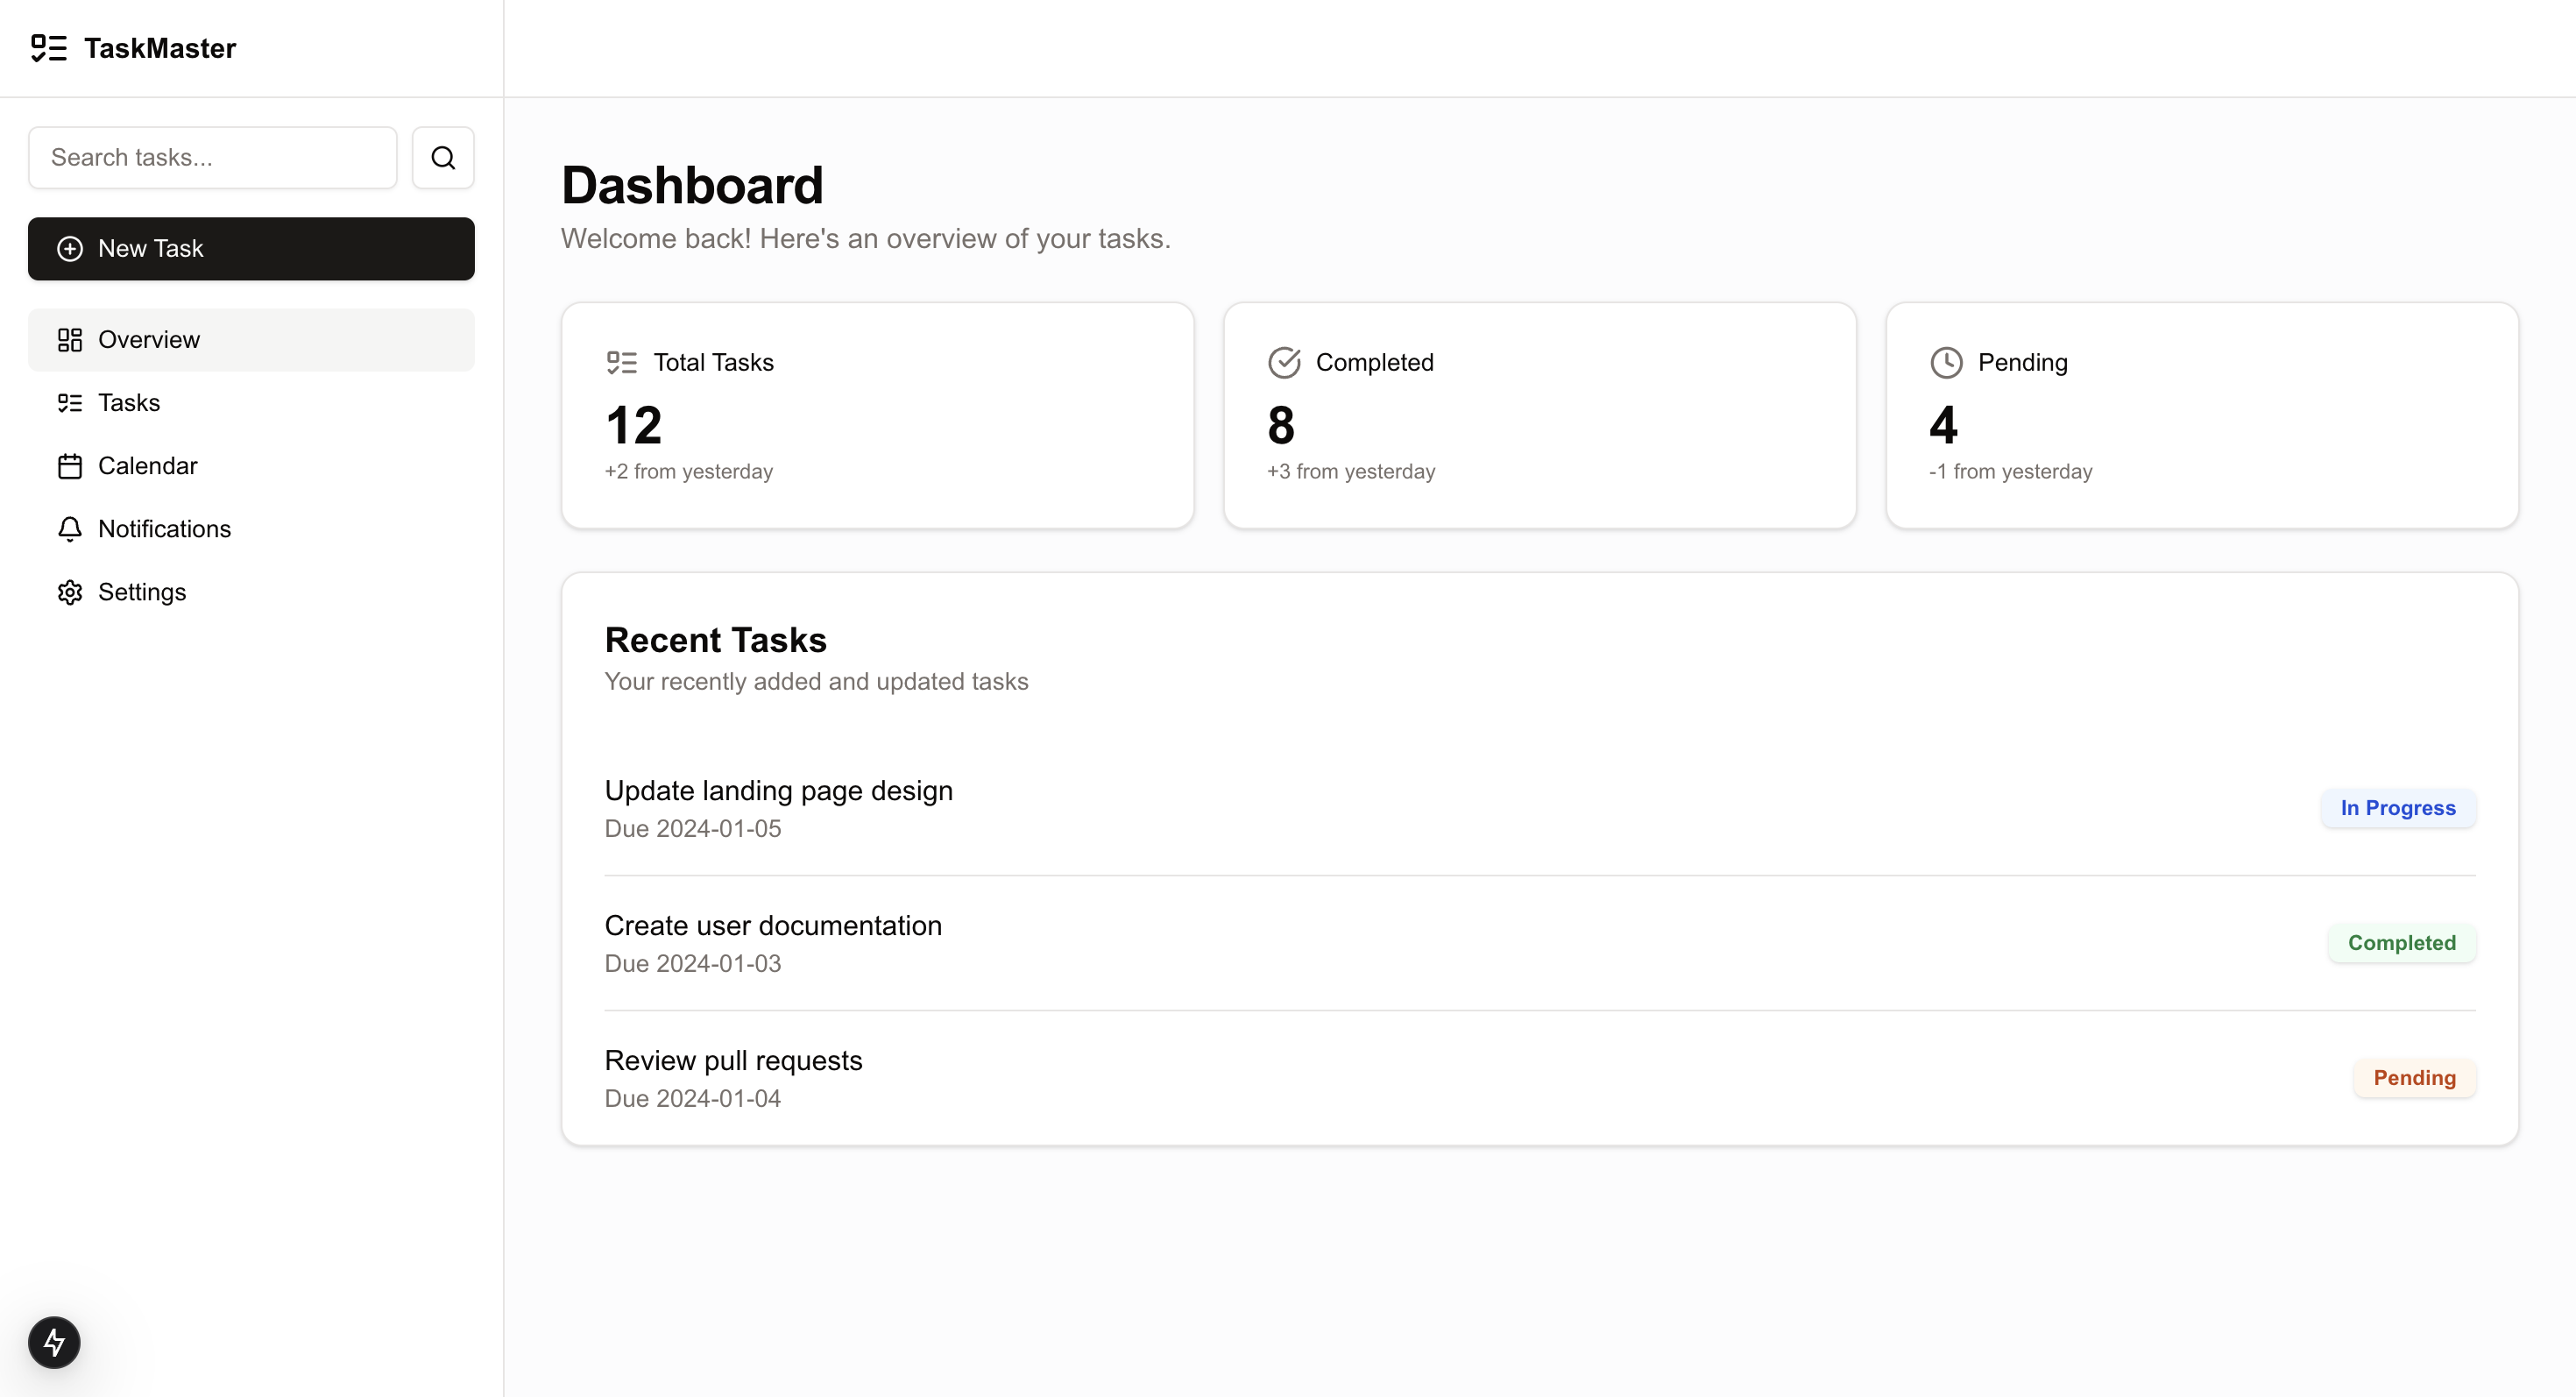 TaskMaster
Search tasks...
New Task
Overview
Tasks
Calendar
Notifications
Settings
Dashboard
Welcome back! Here's an overview of your tasks.
Total Tasks
12
+2 from yesterday
Completed
8
+3 from yesterday
Pending
4
-1 from yesterday
Recent Tasks
Your recently added and updated tasks
Update landing page design
Due 2024-01-05
In Progress
Create user documentation
Due 2024-01-03
Completed
Review pull requests
Due 2024-01-04
Pending